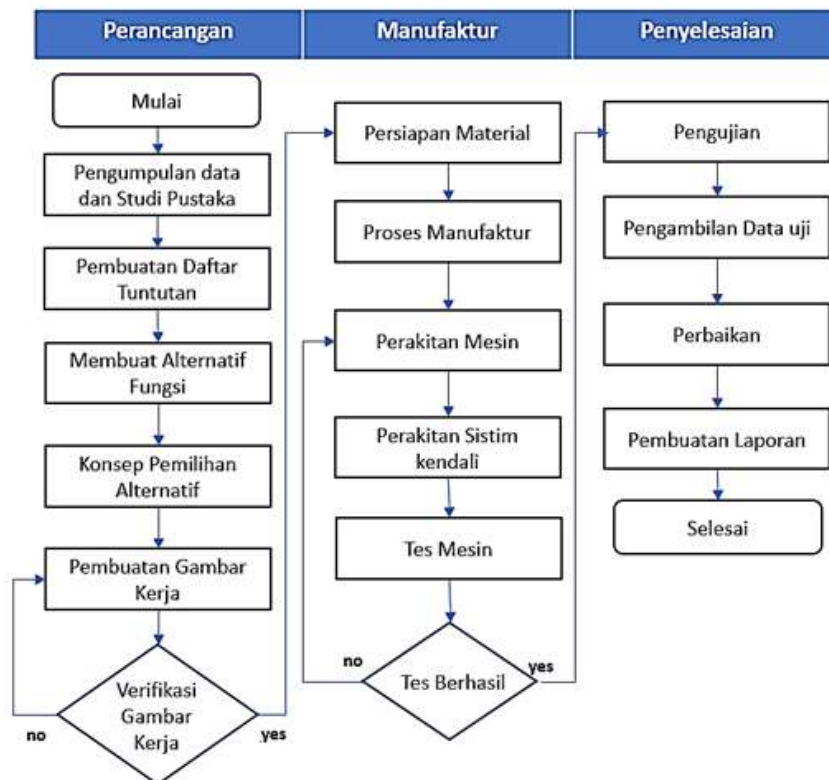 Perancangan
Manufaktur
Penyelesaian
Mulai
Pengumpulan data
dan Studi Pustaka
Pembuatan Daftar
Tuntutan
Membuat Alternatif
Fungsi
Konsep Pemilihan
Alternatif
Pembuatan Gambar
Kerja
Verifikasi
Gambar
Kerja
no
yes
Persiapan Material
Proses Manufaktur
Perakitan Mesin
Perakitan Sistim
kendali
Tes Mesin
Tes Berhasil
no
yes
Pengujian
Pengambilan Data uji
Perbaikan
Pembuatan Laporan
Selesai